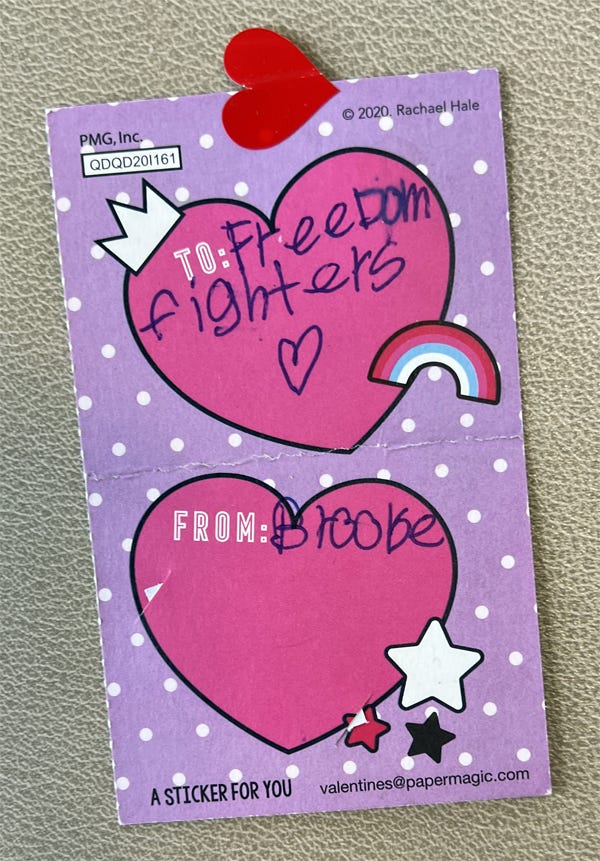 © 2020, Rachael Hale
PMG, Inc.
QDQD20I161
TO: FreeDom
fighters
FROM: Brooke
A STICKER FOR YOU
valentines@papermagic.com